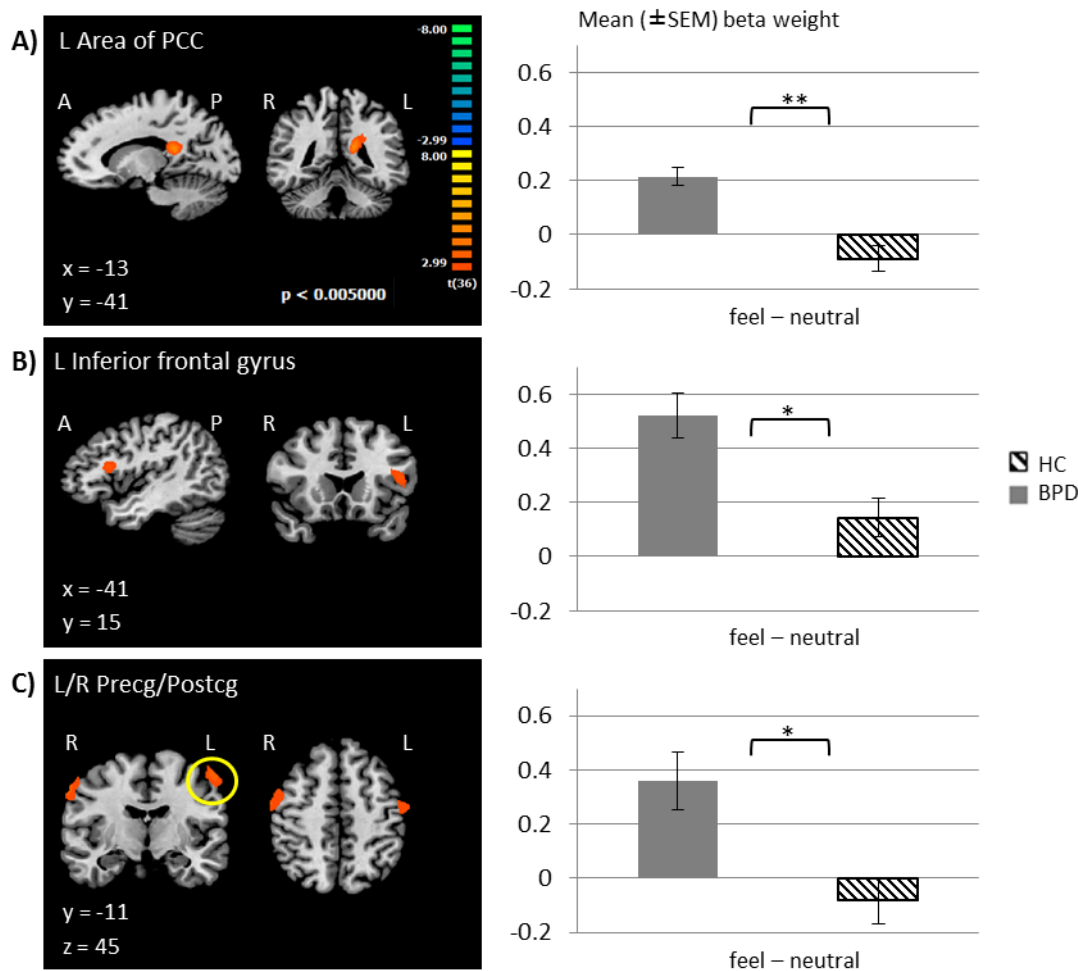 A)
L Area of PCC
A P R L
-8.00
-2.99
8.00
2.99
t(36)
x = -13
y = -41
p < 0.005000
Mean (±SEM) beta weight
0.6
0.4
0.2
0
-0.2
**
feel – neutral
B)
L Inferior frontal gyrus
A P R L
x = -41
y = 15
0.6
0.4
0.2
0
-0.2
*
feel – neutral
HC
BPD
C)
L/R Precg/Postcg
R L R L
y = -11
z = 45
0.6
0.4
0.2
0
-0.2
*
feel – neutral